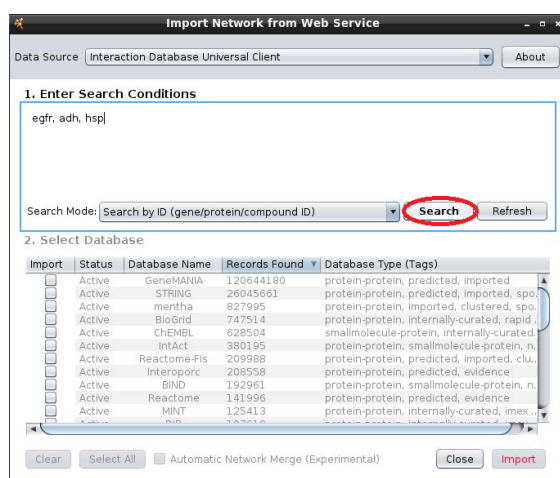 Import Network from Web Service
Data Source Interaction Database Universal Client About
1. Enter Search Conditions
egfr, adh, hsp
Search Mode: Search by ID (gene/protein/compound ID) Search Refresh
2. Select Database
Import Status Database Name Records Found Database Type (Tags)
Active GeneMANIA 120644180 protein-protein, predicted, imported
Active STRING 26045661 protein-protein, predicted, imported, spo.
Active mentha 827995 protein-protein, imported, clustered, spo.
Active BioGrid 747514 protein-protein, internally-curated, rapid .
Active ChEMBL 628504 smallmolecule-protein, internally-curated.
Active IntAct 380195 protein-protein, smallmolecule-protein, n.
Active Reactome-FIs 209988 protein-protein, predicted, imported, clu..
Active Interoporc 208558 protein-protein, predicted, evidence
Active BIND 192961 protein-protein, smallmolecule-protein, n.
Active Reactome 141996 protein-protein, predicted, evidence
Active MINT 125413 protein-protein, internally-curated, imex ..
Clear Select All Automatic Network Merge (Experimental) Close Import